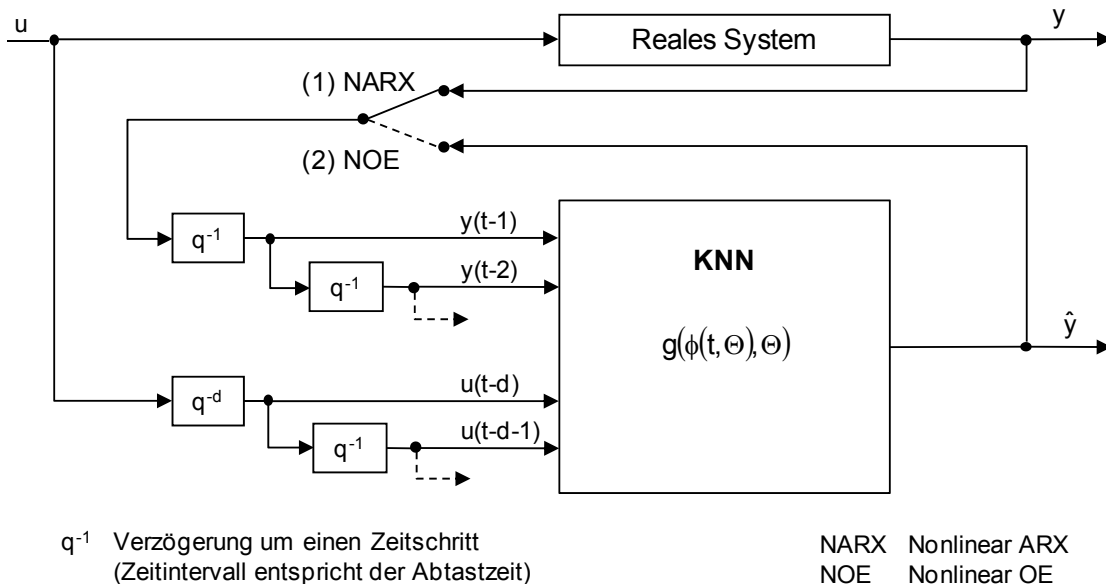 u
Reales System
y
(1) NARX
(2) NOE
q⁻¹
y(t-1)
q⁻¹
y(t-2)
KNN
g(ϕ(t,Θ),Θ)
ŷ
q⁻ᵈ
u(t-d)
q⁻¹
u(t-d-1)
q⁻¹ Verzögerung um einen Zeitschritt
(Zeitintervall entspricht der Abtastzeit)
NARX Nonlinear ARX
NOE Nonlinear OE